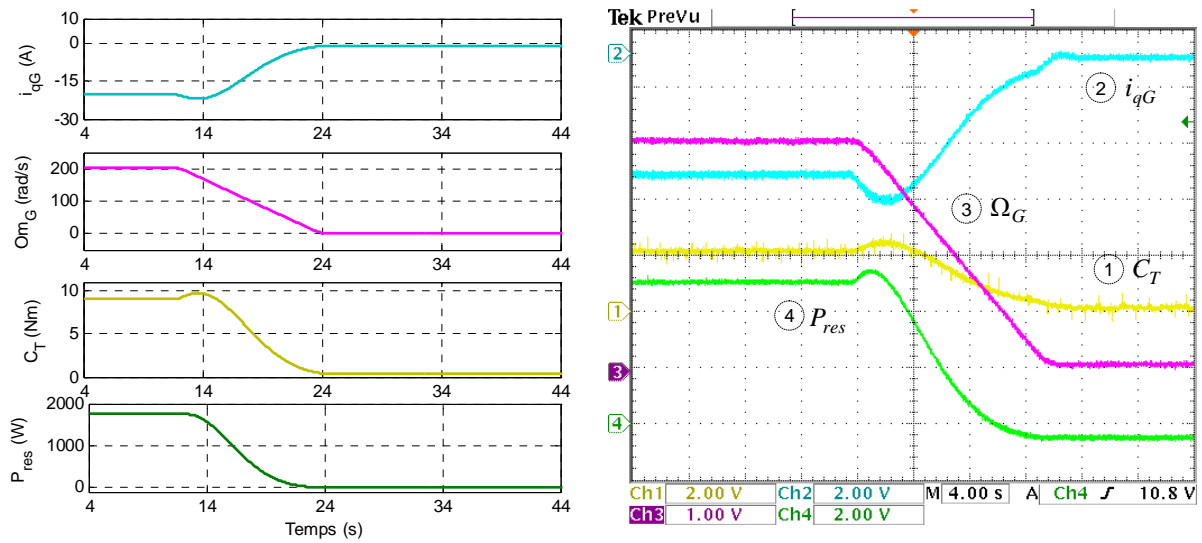 10
0
-15
-30
i_qG (A)
4 14 24 34 44
200
100
0
Om_G (rad/s)
4 14 24 34 44
10
5
0
C_T (Nm)
4 14 24 34 44
2000
1000
0
P_res (W)
4 14 24 34 44
Temps (s)
Tek PreVu
2
2 i_qG
3 Ω_G
1 C_T
4 P_res
1
3
4
Ch1 2.00 V Ch2 2.00 V M 4.00 s A Ch4 10.8 V
Ch3 1.00 V Ch4 2.00 V